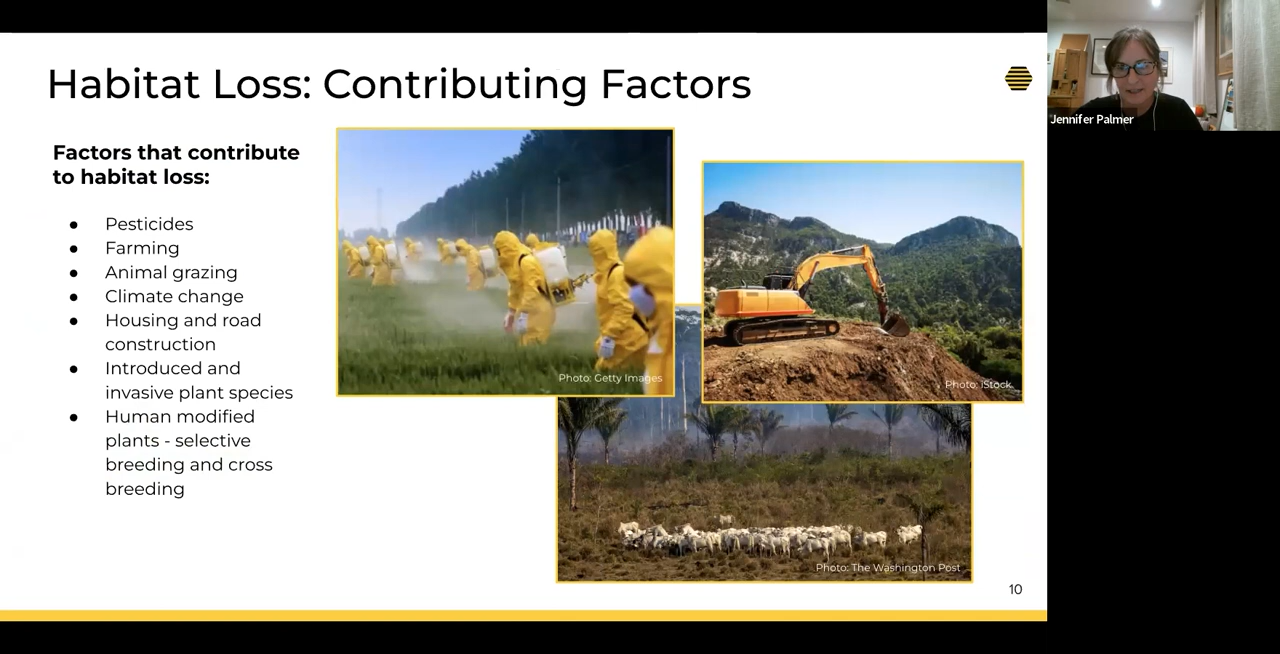 Habitat Loss: Contributing Factors
Factors that contribute
to habitat loss:
● Pesticides
● Farming
● Animal grazing
● Climate change
● Housing and road
construction
● Introduced and
invasive plant species
● Human modified
plants - selective
breeding and cross
breeding
Photo: Getty Images
Photo: iStock
Photo: The Washington Post
10
Jennifer Palmer